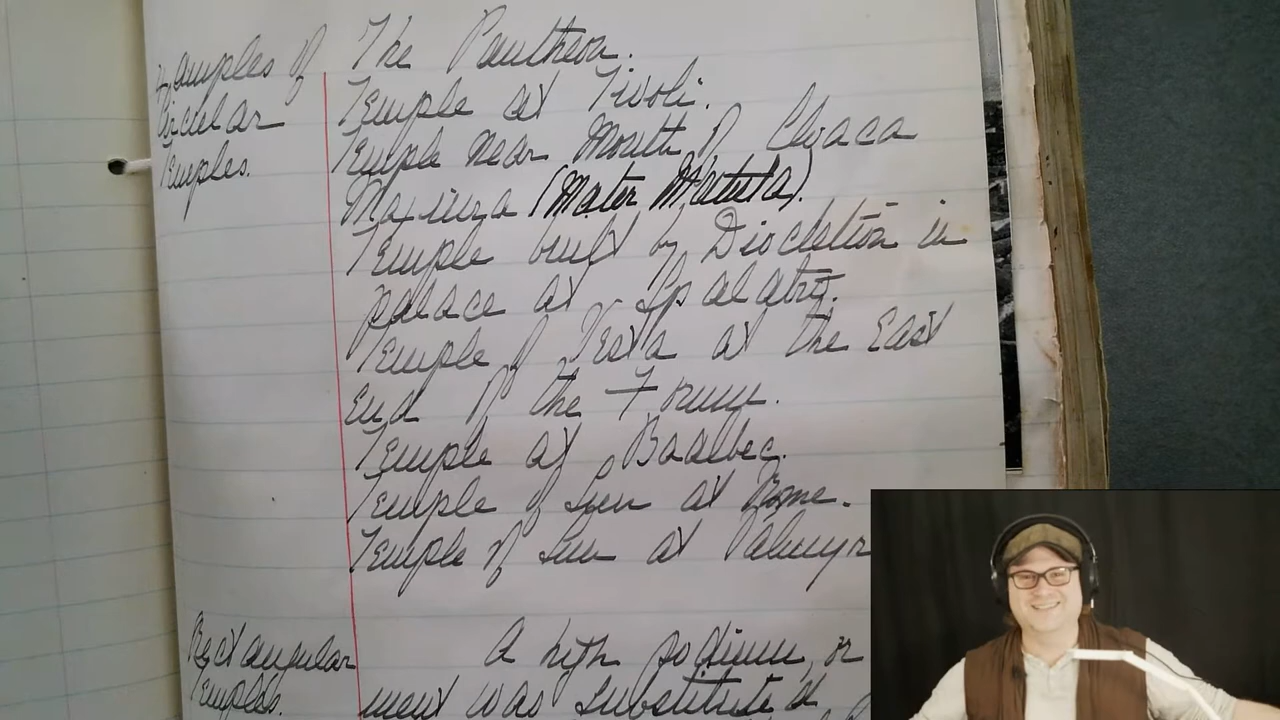 Examples of
Circular
Temples.
The Pantheon.
Temple at Tivoli.
Temple near Mouth of Cloaca
Maxima (Mater Matuta).
Temple built by Diocletian in
palace at Spalatro.
Temple of Vesta at the East
End of the Forum.
Temple at Baalbec.
Temple of Sun at Rome.
Temple of Sun at Palmyr
Rectangular
Temples.
A high podium, or
ment was substituted